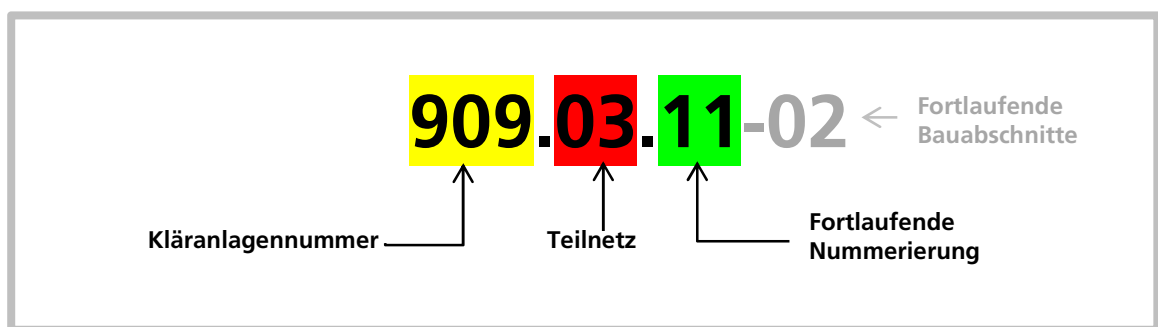 909.03.11-02
Fortlaufende
Bauabschnitte
Kläranlagennummer
Teilnetz
Fortlaufende
Nummerierung